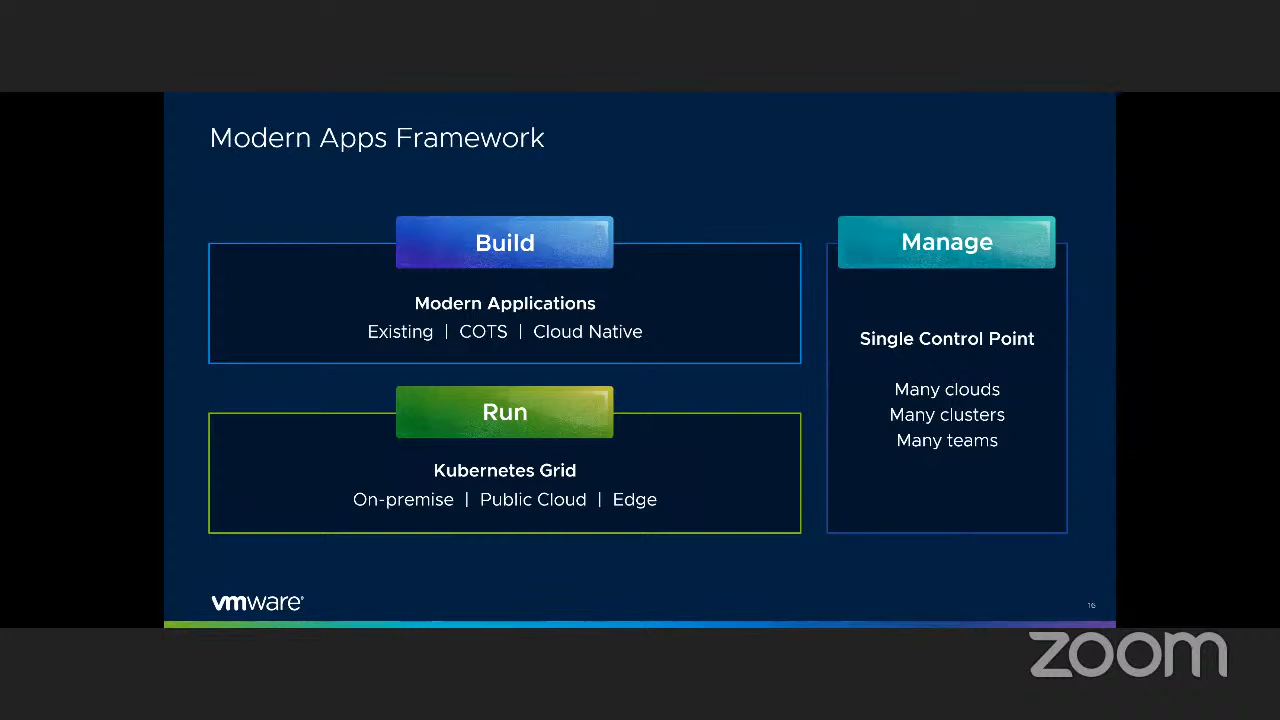 Modern Apps Framework
Build
Modern Applications
Existing | COTS | Cloud Native
Run
Kubernetes Grid
On-premise | Public Cloud | Edge
Manage
Single Control Point
Many clouds
Many clusters
Many teams
vmware®
16
zoom